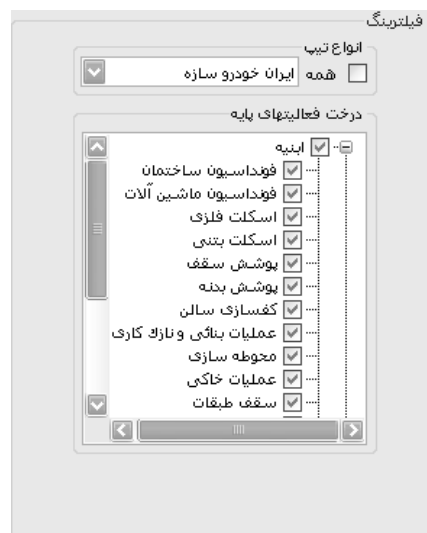 فیلترینگ
انواع تیپ
همه ایران خودرو سازه
درخت فعالیتهای پایه
ابنیه
فونداسیون ساختمان
فونداسیون ماشین آلات
اسکلت فلزی
اسکلت بتنی
پوشش سقف
پوشش بدنه
کفسازی سالن
عملیات بنائی و نازك کاری
محوطه سازی
عملیات خاکی
سقف طبقات